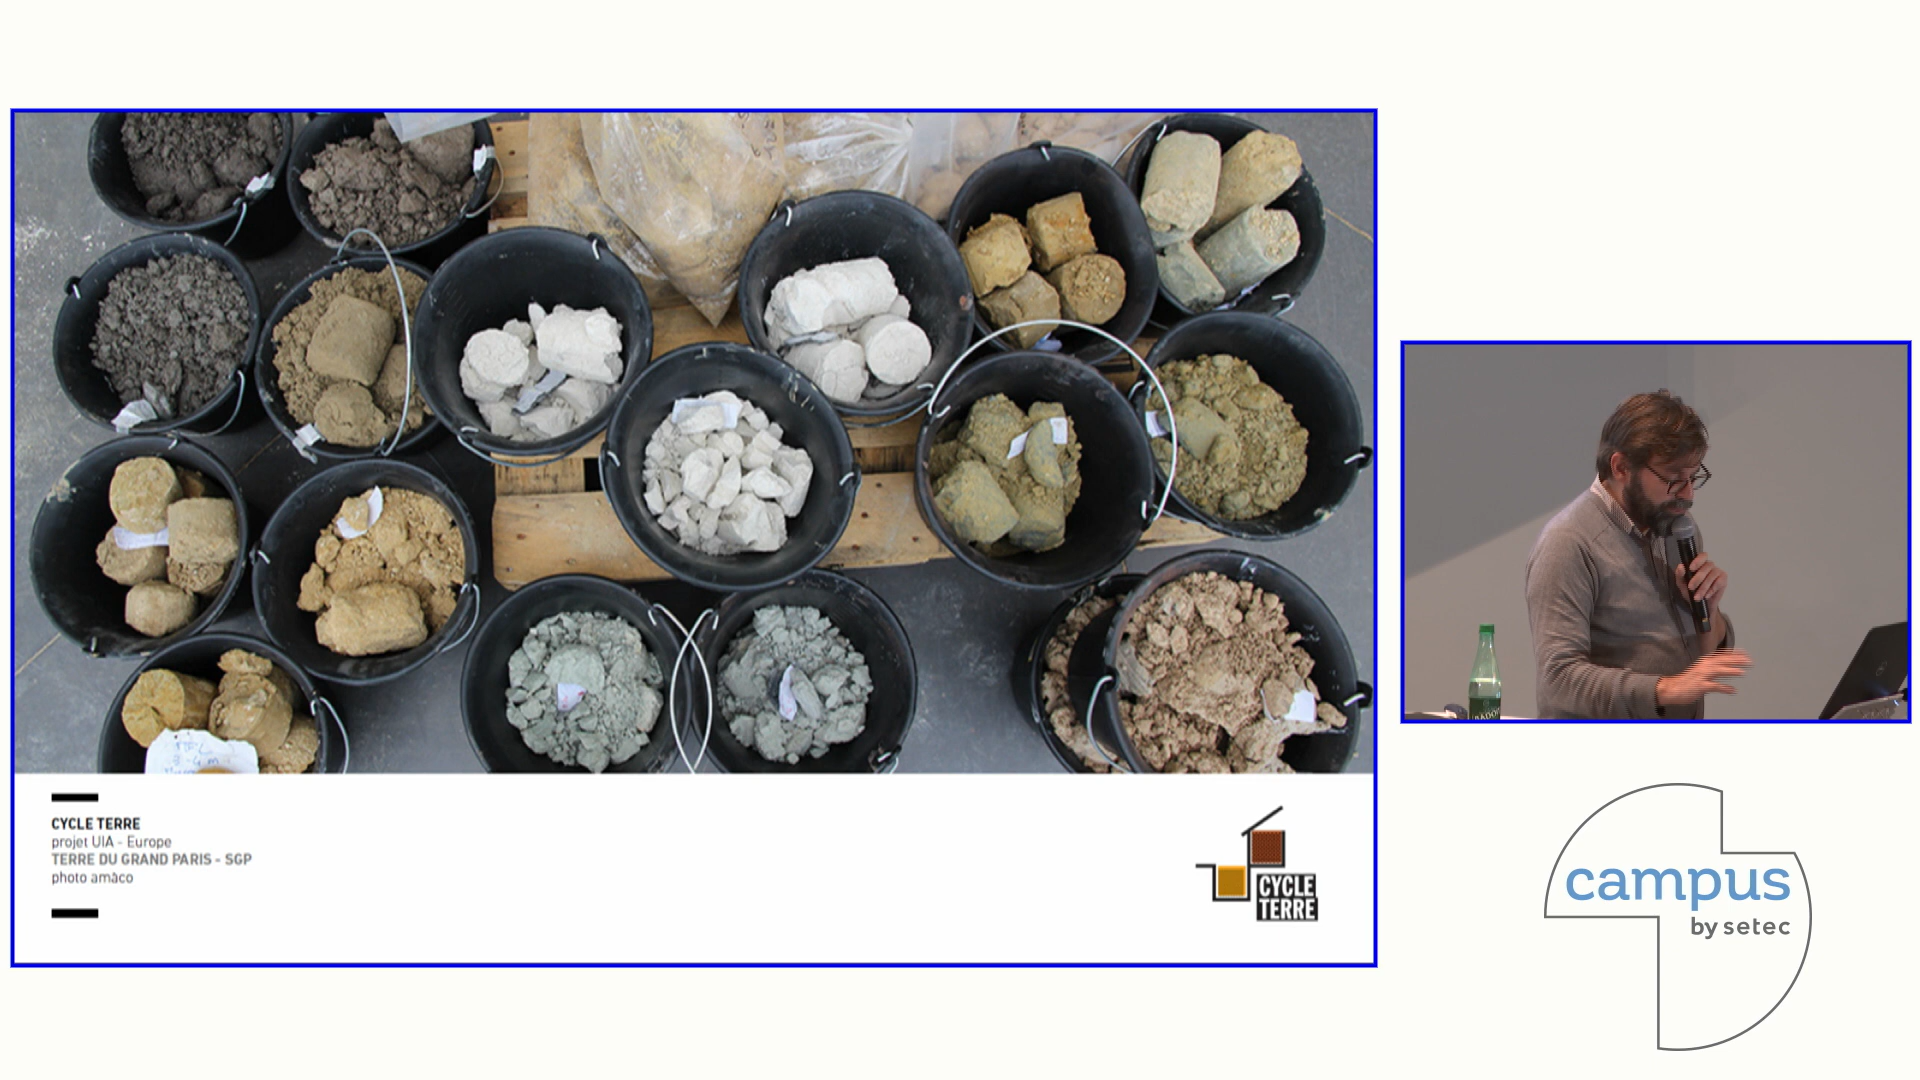 CYCLE TERRE
projet UIA - Europe
TERRE DU GRAND PARIS - SGP
photo amàco
CYCLE
TERRE
campus
by setec